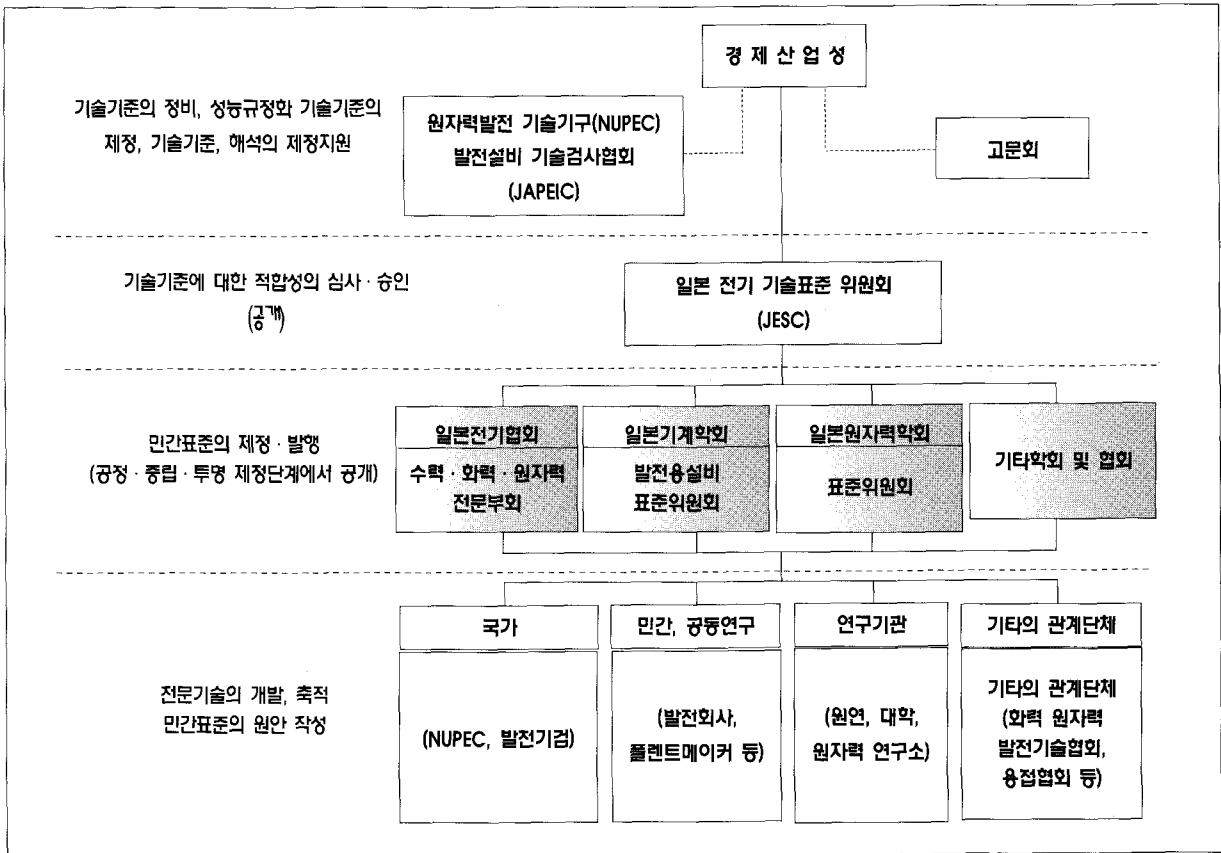 경 제 산 업 성
기술기준의 정비, 성능규정화 기술기준의
제정, 기술기준, 해석의 제정지원
원자력발전 기술기구(NUPEC)
발전설비 기술검사협회
(JAPEIC)
고문회
기술기준에 대한 적합성의 심사 · 승인
(공개)
일본 전기 기술표준 위원회
(JESC)
민간표준의 제정 · 발행
(공정 · 중립 · 투명 제정단계에서 공개)
일본전기협회
수력 · 화력 · 원자력
전문부회
일본기계학회
발전용설비
표준위원회
일본원자력학회
표준위원회
기타학회 및 협회
전문기술의 개발, 축적
민간표준의 원안 작성
국가
(NUPEC, 발전기검)
민간, 공동연구
(발전회사,
플렌트메이커 등)
연구기관
(원연, 대학,
원자력 연구소)
기타의 관계단체
기타의 관계단체
(화력 원자력
발전기술협회,
용접협회 등)